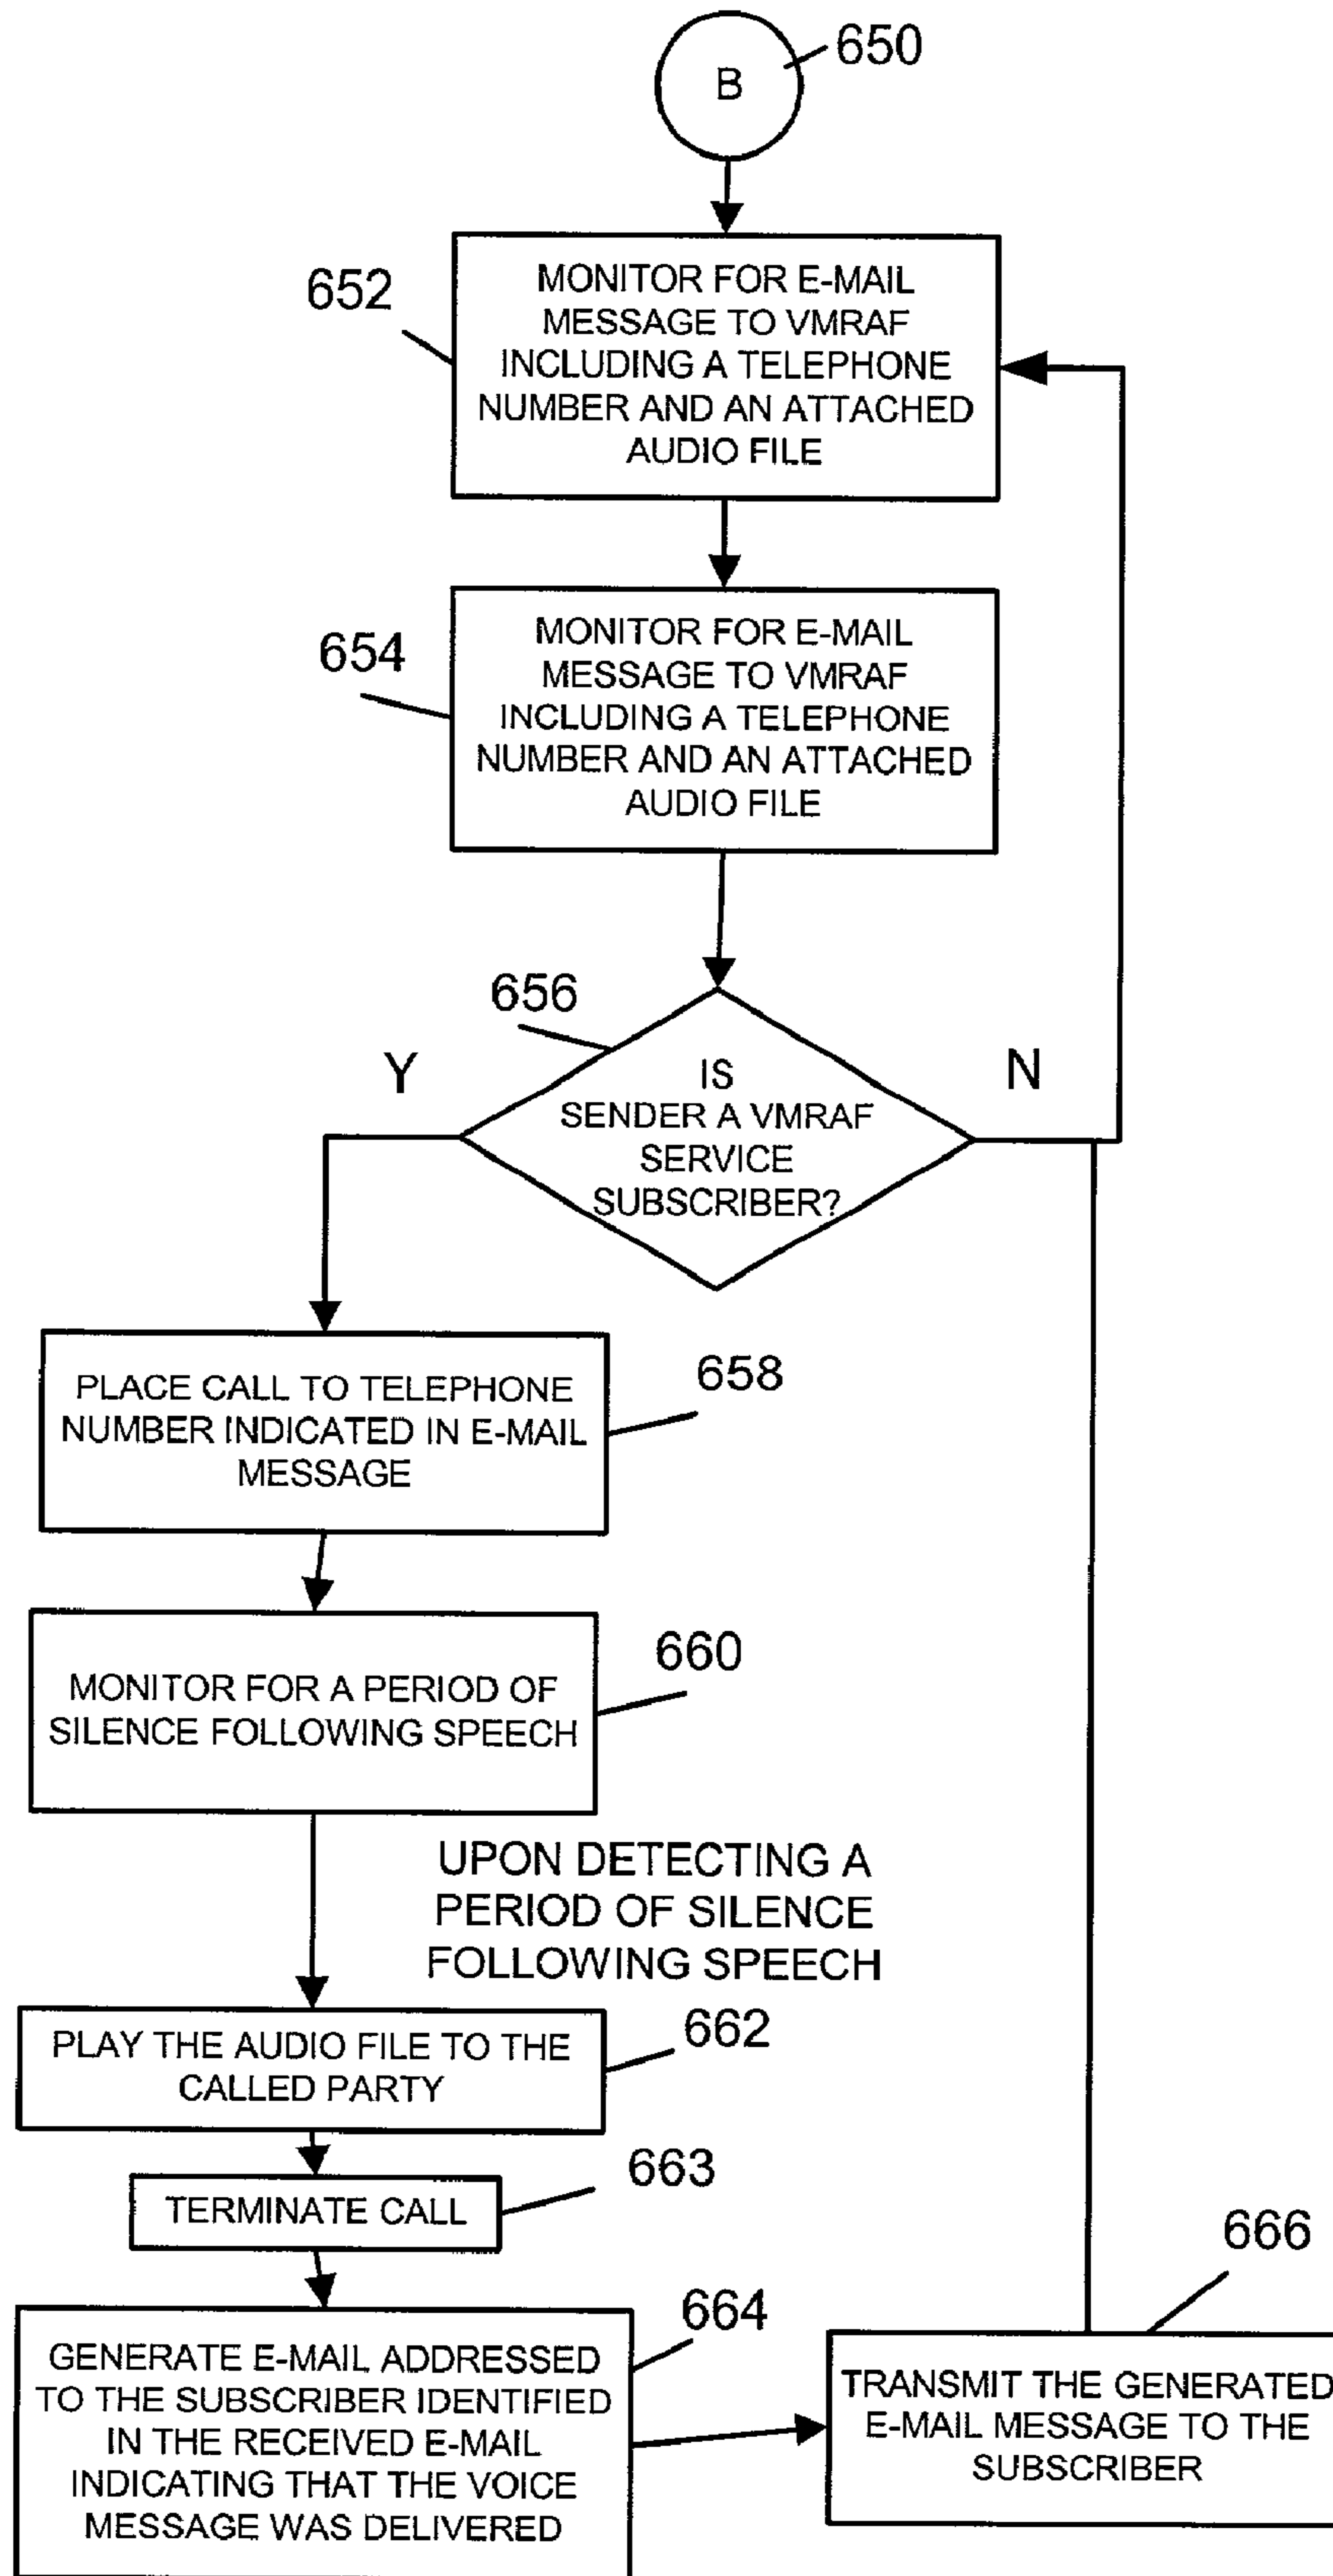 B
650
652
MONITOR FOR E-MAIL
MESSAGE TO VMRAF
INCLUDING A TELEPHONE
NUMBER AND AN ATTACHED
AUDIO FILE
654
MONITOR FOR E-MAIL
MESSAGE TO VMRAF
INCLUDING A TELEPHONE
NUMBER AND AN ATTACHED
AUDIO FILE
656
Y
IS
SENDER A VMRAF
SERVICE
SUBSCRIBER?
N
PLACE CALL TO TELEPHONE
NUMBER INDICATED IN E-MAIL
MESSAGE
658
MONITOR FOR A PERIOD OF
SILENCE FOLLOWING SPEECH
660
UPON DETECTING A
PERIOD OF SILENCE
FOLLOWING SPEECH
PLAY THE AUDIO FILE TO THE
CALLED PARTY
662
TERMINATE CALL
663
GENERATE E-MAIL ADDRESSED
TO THE SUBSCRIBER IDENTIFIED
IN THE RECEIVED E-MAIL
INDICATING THAT THE VOICE
MESSAGE WAS DELIVERED
664
TRANSMIT THE GENERATED
E-MAIL MESSAGE TO THE
SUBSCRIBER
666